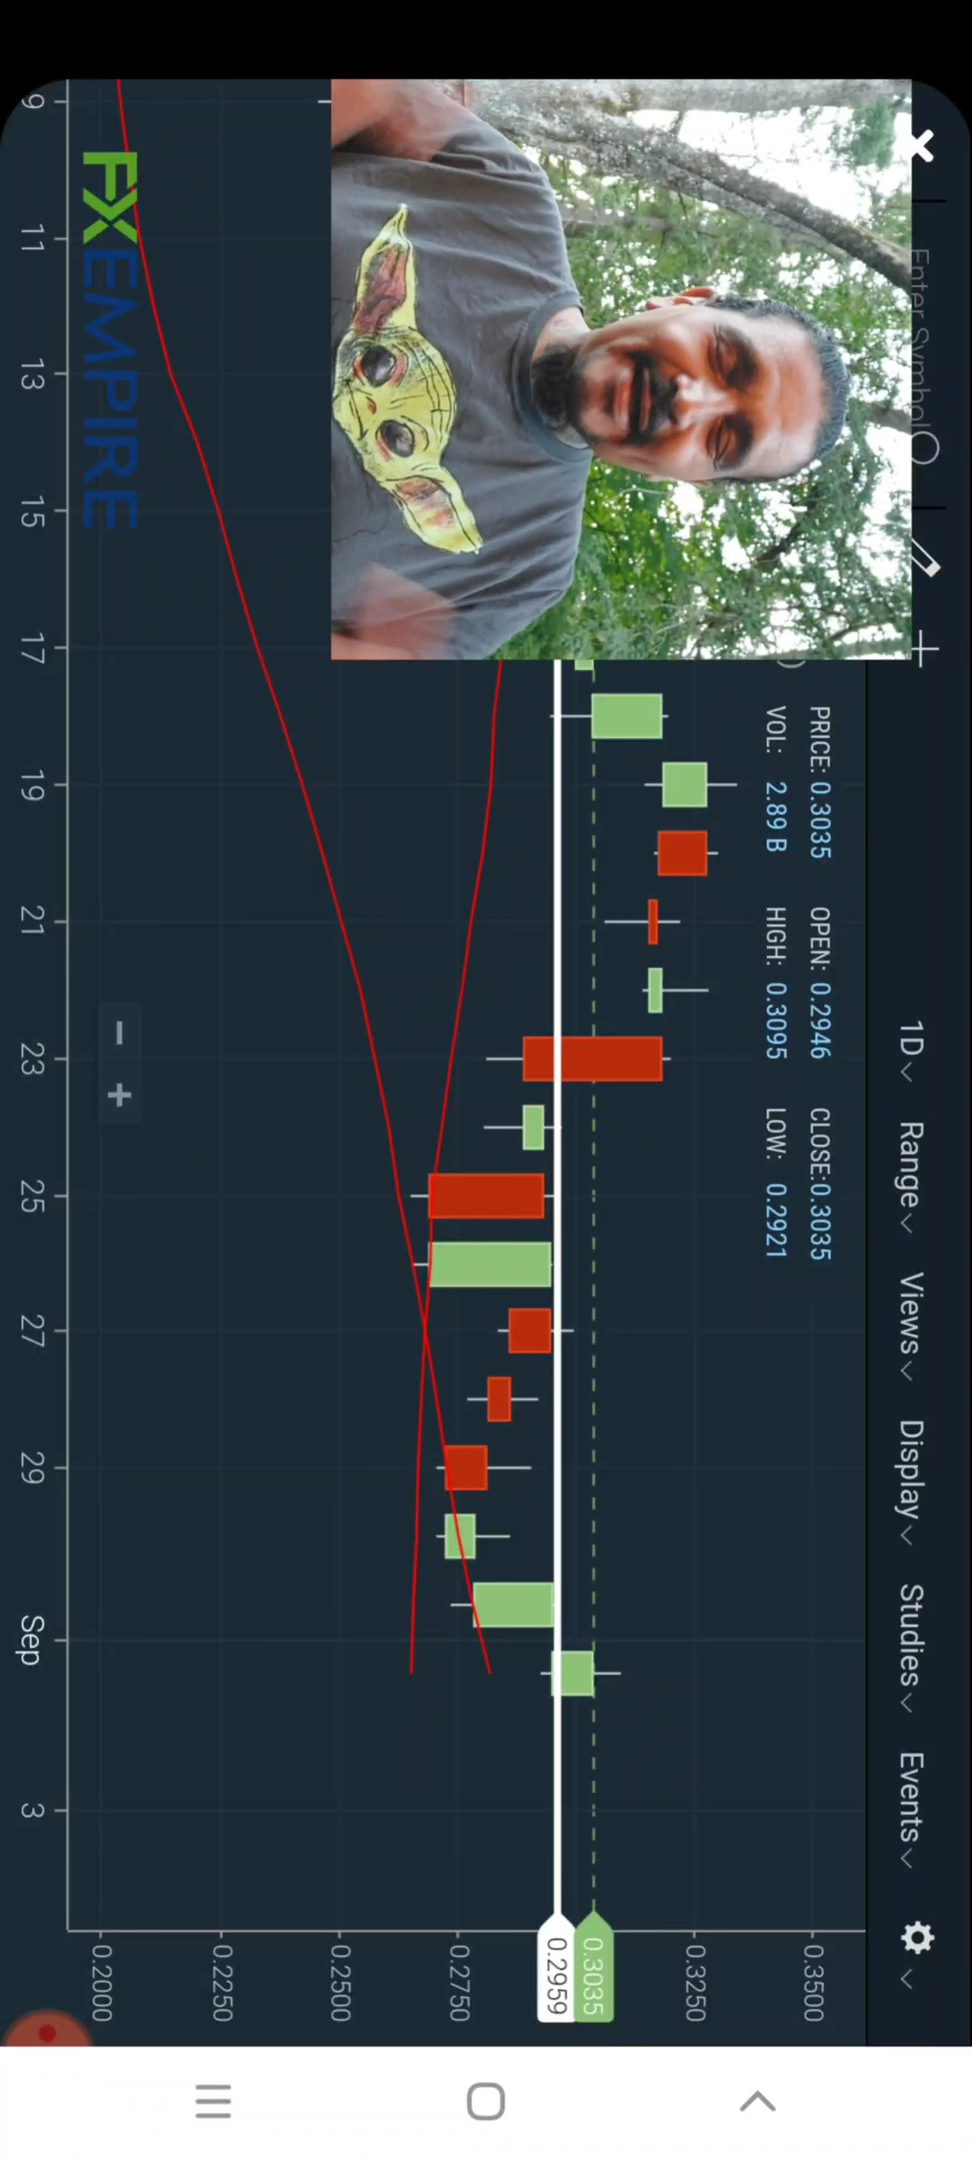 Enter Symbol
1D
Range
Views
Display
Studies
Events
PRICE: 0.3035 OPEN: 0.2946 CLOSE:0.3035
VOL: 2.89 B HIGH: 0.3095 LOW: 0.2921
0.3500
0.3250
0.3035
0.2959
0.2750
0.2500
0.2250
0.2000
FXEMPIRE
9 11 13 15 17 19 21 23 25 27 29 Sep 3